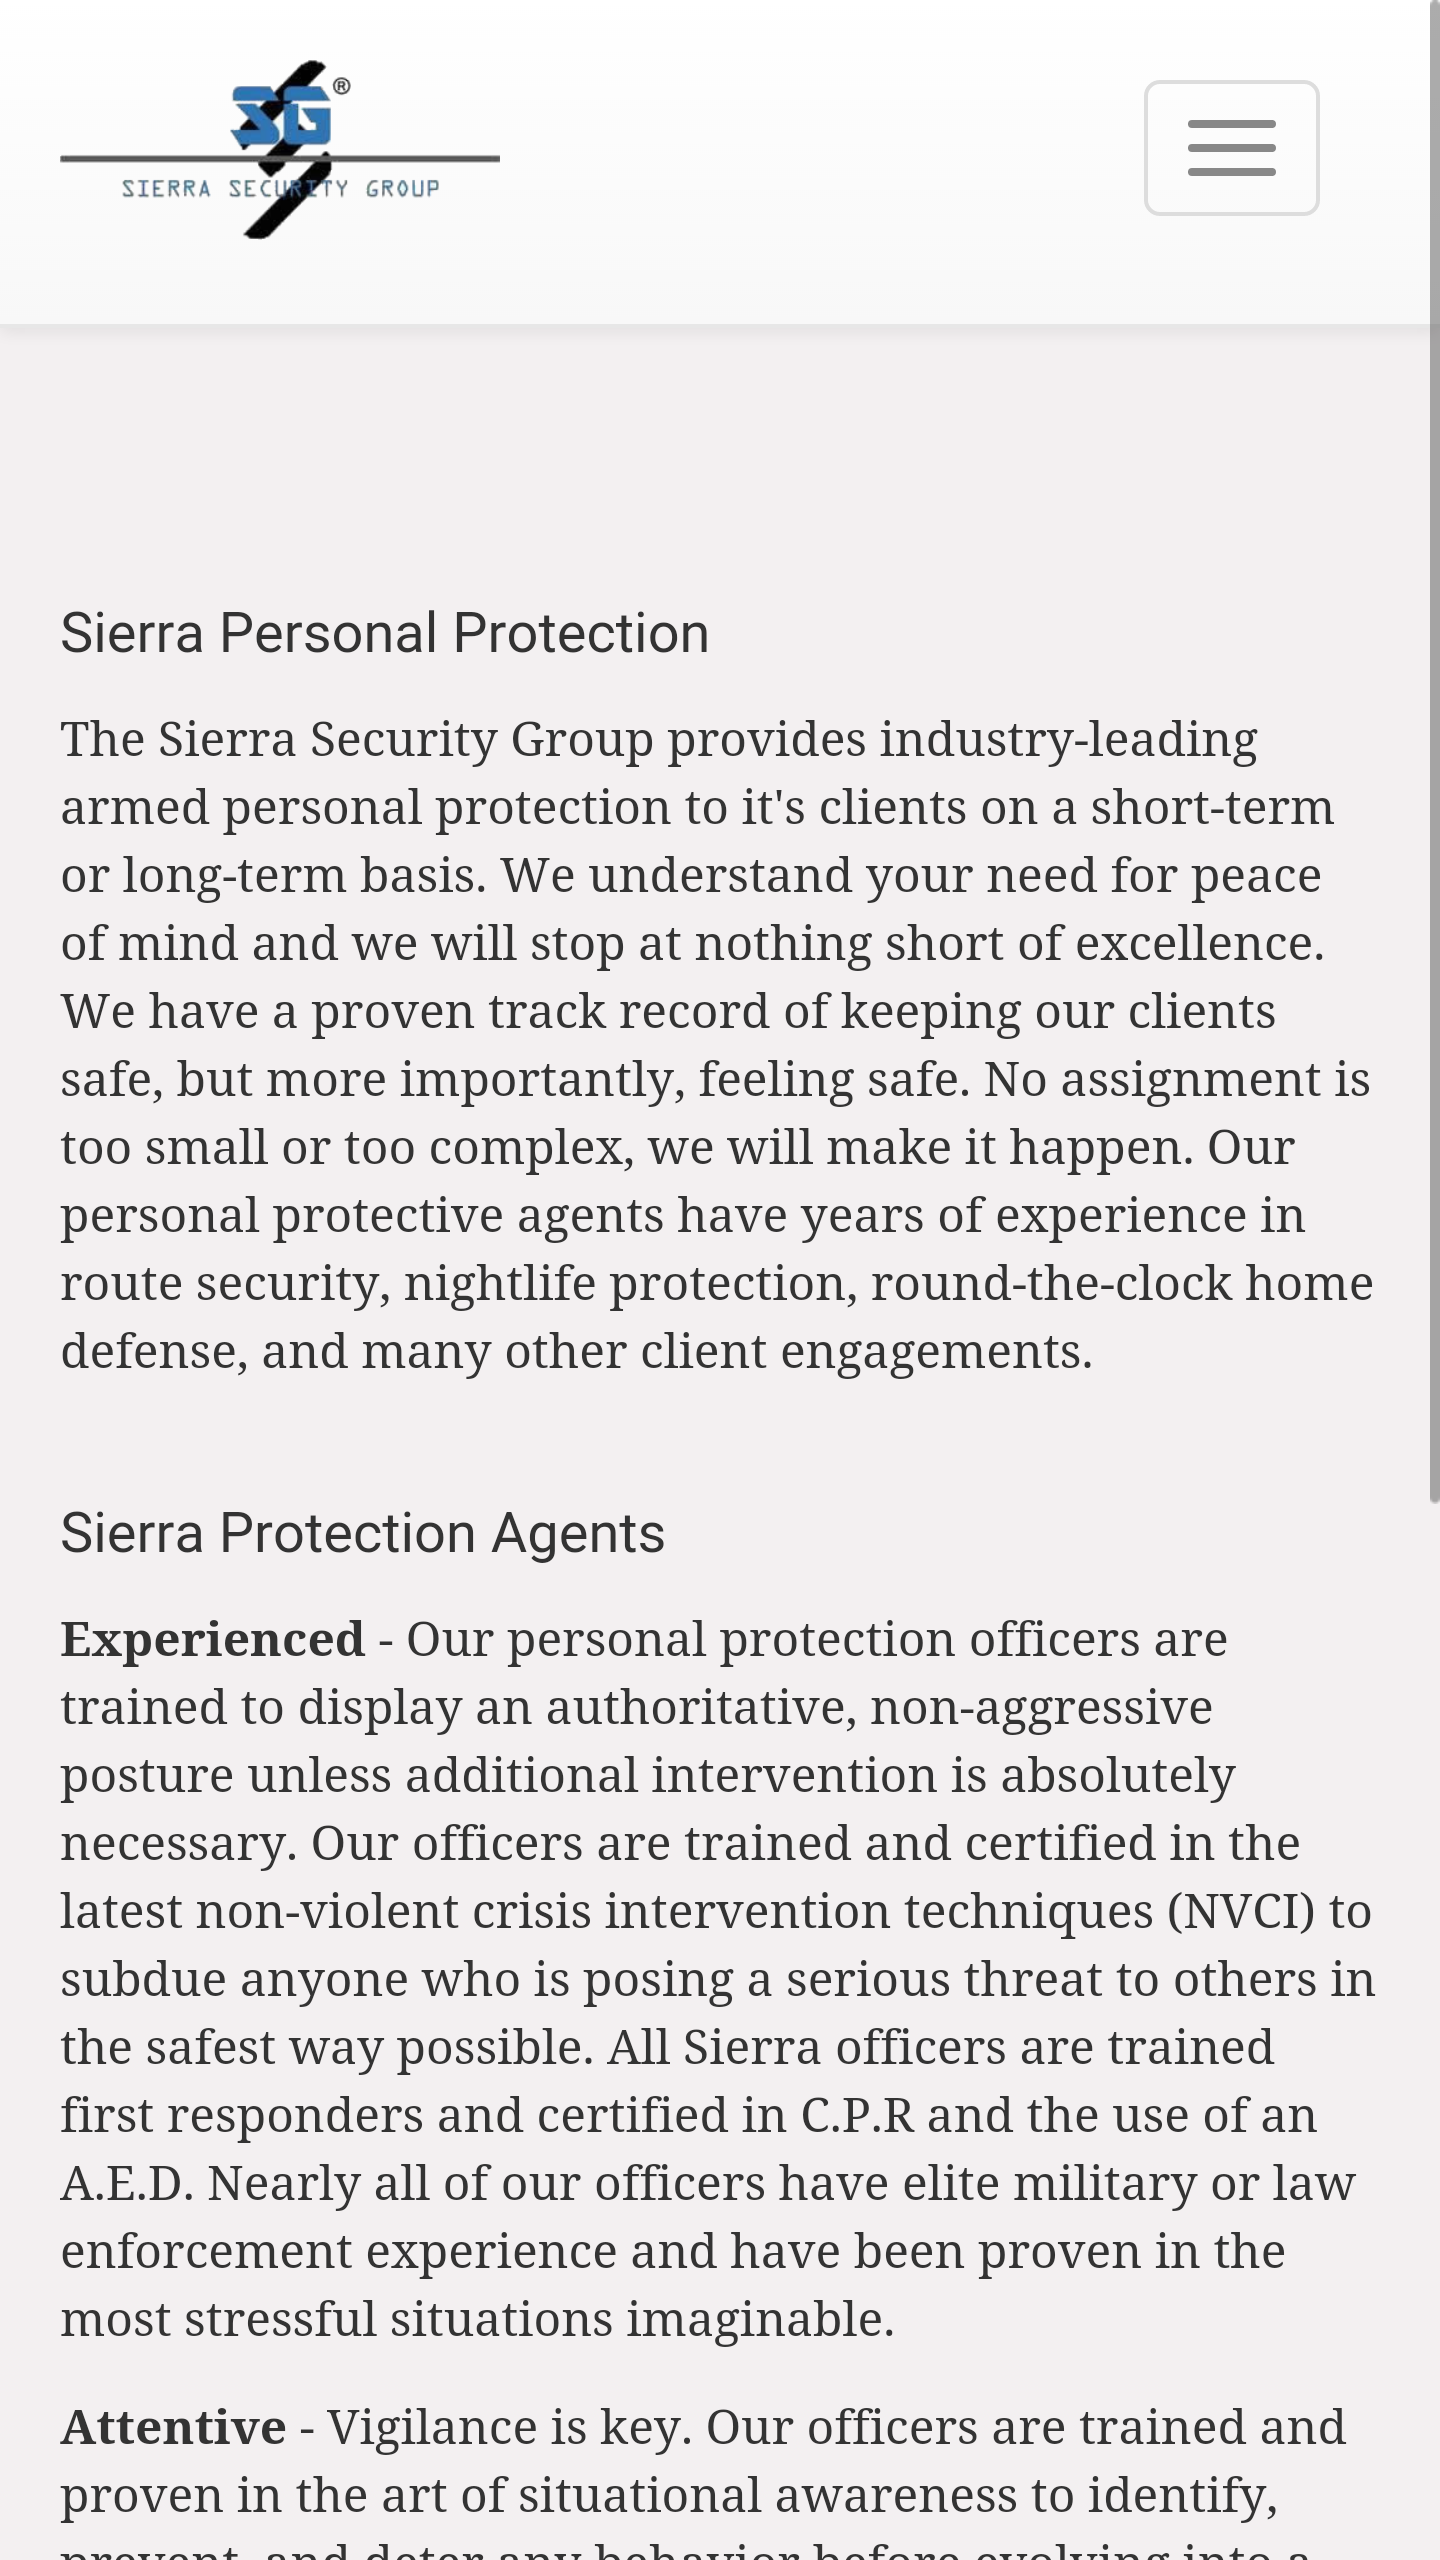 SG®
SIERRA SECURITY GROUP
Sierra Personal Protection
The Sierra Security Group provides industry-leading
armed personal protection to it's clients on a short-term
or long-term basis. We understand your need for peace
of mind and we will stop at nothing short of excellence.
We have a proven track record of keeping our clients
safe, but more importantly, feeling safe. No assignment is
too small or too complex, we will make it happen. Our
personal protective agents have years of experience in
route security, nightlife protection, round-the-clock home
defense, and many other client engagements.
Sierra Protection Agents
Experienced - Our personal protection officers are
trained to display an authoritative, non-aggressive
posture unless additional intervention is absolutely
necessary. Our officers are trained and certified in the
latest non-violent crisis intervention techniques (NVCI) to
subdue anyone who is posing a serious threat to others in
the safest way possible. All Sierra officers are trained
first responders and certified in C.P.R and the use of an
A.E.D. Nearly all of our officers have elite military or law
enforcement experience and have been proven in the
most stressful situations imaginable.
Attentive - Vigilance is key. Our officers are trained and
proven in the art of situational awareness to identify,
prevent, and deter any behavior before evolving into a